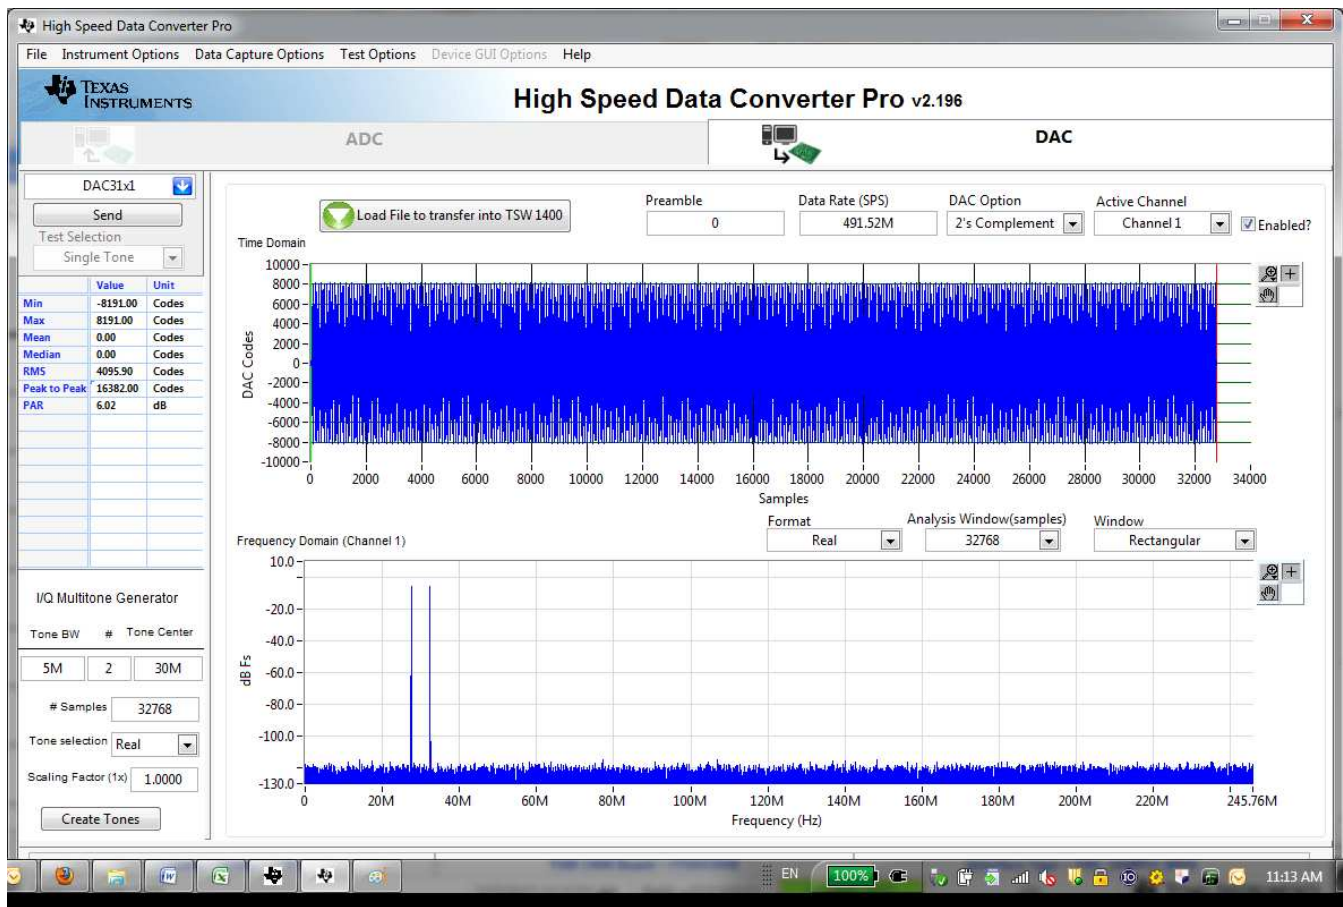 High Speed Data Converter Pro
File Instrument Options Data Capture Options Test Options Device GUI Options Help
TEXAS
INSTRUMENTS
High Speed Data Converter Pro v2.196
ADC
DAC
DAC31x1
Send
Test Selection
Single Tone
Value Unit
Min -8191.00 Codes
Max 8191.00 Codes
Mean 0.00 Codes
Median 0.00 Codes
RMS 4095.90 Codes
Peak to Peak 16382.00 Codes
PAR 6.02 dB
I/Q Multitone Generator
Tone BW # Tone Center
5M 2 30M
# Samples 32768
Tone selection Real
Scaling Factor (1x) 1.0000
Create Tones
Load File to transfer into TSW 1400
Preamble Data Rate (SPS) DAC Option Active Channel
0 491.52M 2's Complement Channel 1 Enabled?
Time Domain
DAC Codes
10000
8000
6000
4000
2000
0
-2000
-4000
-6000
-8000
-10000
0 2000 4000 6000 8000 10000 12000 14000 16000 18000 20000 22000 24000 26000 28000 30000 32000 34000
Samples
Format Analysis Window(samples) Window
Real 32768 Rectangular
Frequency Domain (Channel 1)
dB Fs
10.0
-20.0
-40.0
-60.0
-80.0
-100.0
-130.0
0 20M 40M 60M 80M 100M 120M 140M 160M 180M 200M 220M 245.76M
Frequency (Hz)
EN 100% 11:13 AM